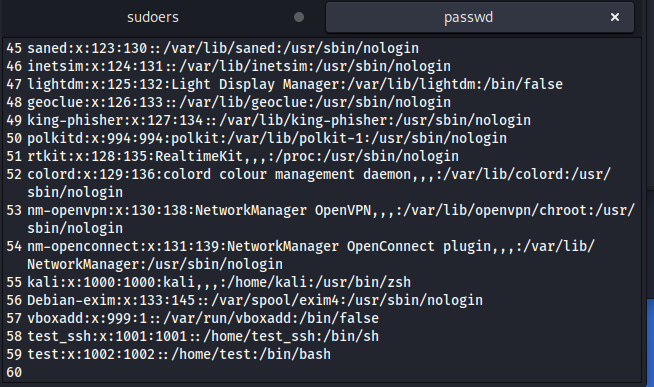 sudoers
passwd
45 saned:x:123:130::/var/lib/saned:/usr/sbin/nologin
46 inetsim:x:124:131::/var/lib/inetsim:/usr/sbin/nologin
47 lightdm:x:125:132:Light Display Manager:/var/lib/lightdm:/bin/false
48 geoclue:x:126:133::/var/lib/geoclue:/usr/sbin/nologin
49 king-phisher:x:127:134::/var/lib/king-phisher:/usr/sbin/nologin
50 polkitd:x:994:994:polkit:/var/lib/polkit-1:/usr/sbin/nologin
51 rtkit:x:128:135:RealtimeKit,,,:/proc:/usr/sbin/nologin
52 colord:x:129:136:colord colour management daemon,,,:/var/lib/colord:/usr/
sbin/nologin
53 nm-openvpn:x:130:138:NetworkManager OpenVPN,,,:/var/lib/openvpn/chroot:/usr/
sbin/nologin
54 nm-openconnect:x:131:139:NetworkManager OpenConnect plugin,,,:/var/lib/
NetworkManager:/usr/sbin/nologin
55 kali:x:1000:1000:kali,,,:/home/kali:/usr/bin/zsh
56 Debian-exim:x:133:145::/var/spool/exim4:/usr/sbin/nologin
57 vboxadd:x:999:1::/var/run/vboxadd:/bin/false
58 test_ssh:x:1001:1001::/home/test_ssh:/bin/sh
59 test:x:1002:1002::/home/test:/bin/bash
60